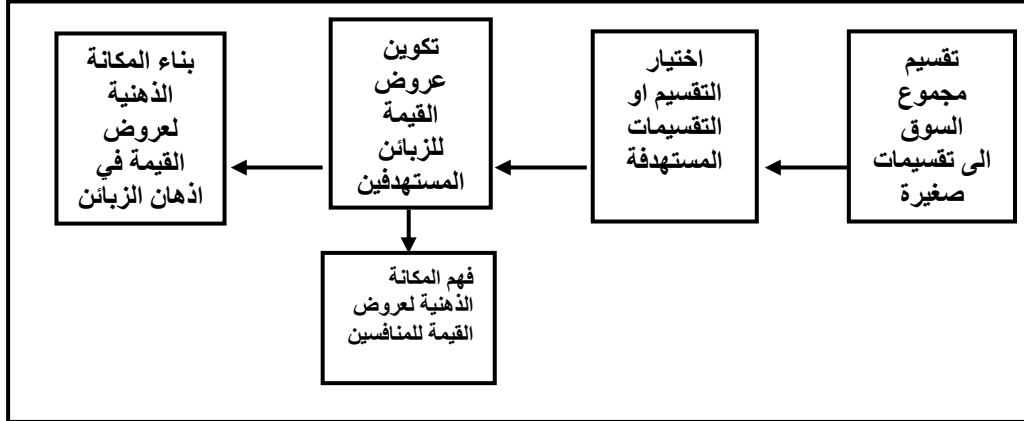 تقسيم
مجموع
السوق
الى تقسيمات
صغيرة
اختيار
التقسيم او
التقسيمات
المستهدفة
تكوين
عروض
القيمة
للزبائن
المستهدفين
بناء المكانة
الذهنية
لعروض
القيمة في
اذهان الزبائن
فهم المكانة
الذهنية لعروض
القيمة للمنافسين